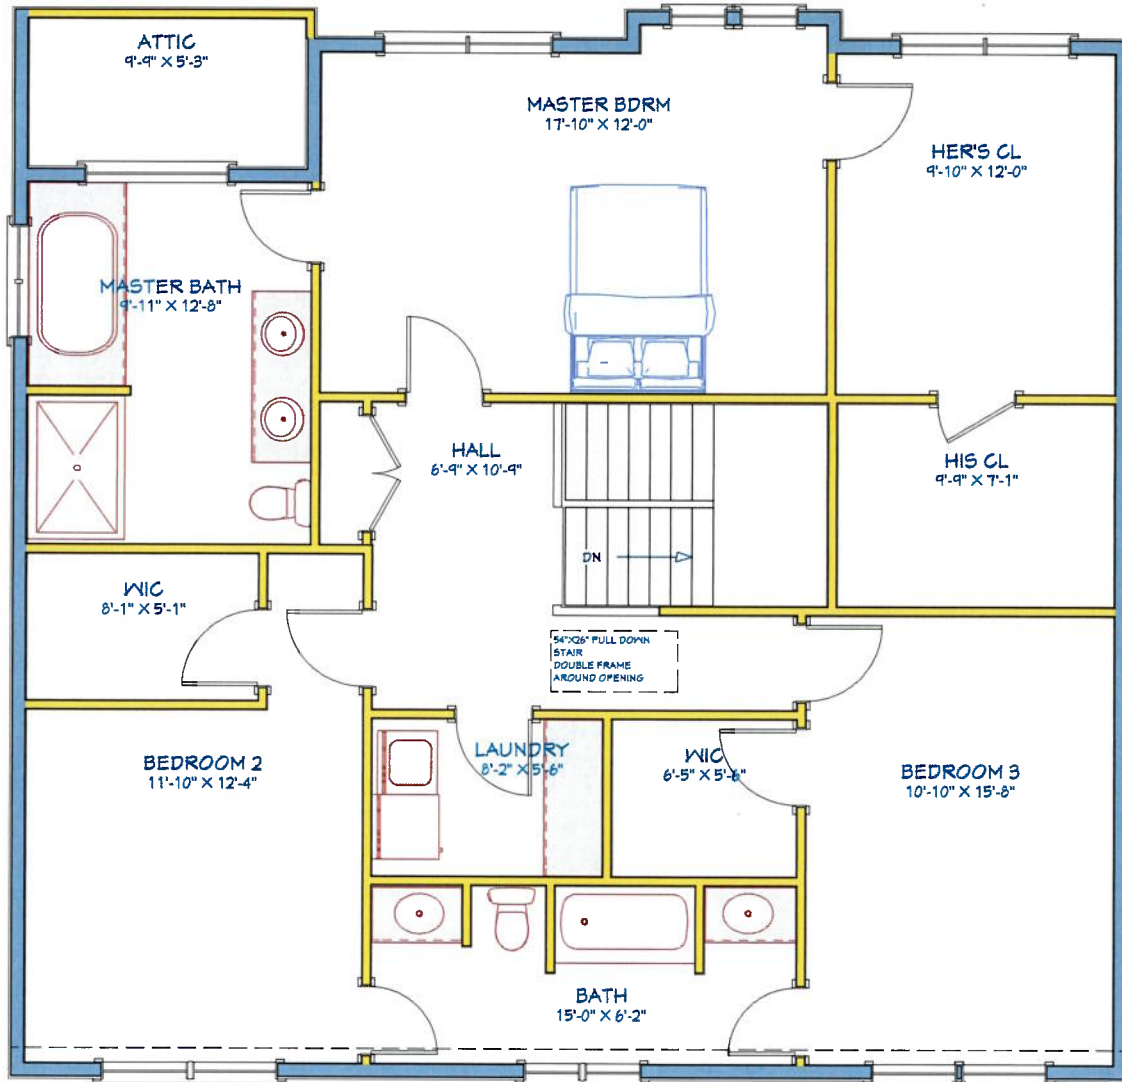 ATTIC
9'-9" X 5'-3"
MASTER BDRM
17'-10" X 12'-0"
HER'S CL
9'-10" X 12'-0"
MASTER BATH
9'-11" X 12'-8"
HALL
6'-9" X 10'-9"
HIS CL
9'-9" X 7'-1"
DN
WIC
8'-1" X 5'-1"
54"X26" PULL DOWN
STAIR
DOUBLE FRAME
AROUND OPENING
BEDROOM 2
11'-10" X 12'-4"
LAUNDRY
8'-2" X 5'-6"
WIC
6'-5" X 5'-6"
BEDROOM 3
10'-10" X 15'-8"
BATH
15'-0" X 6'-2"